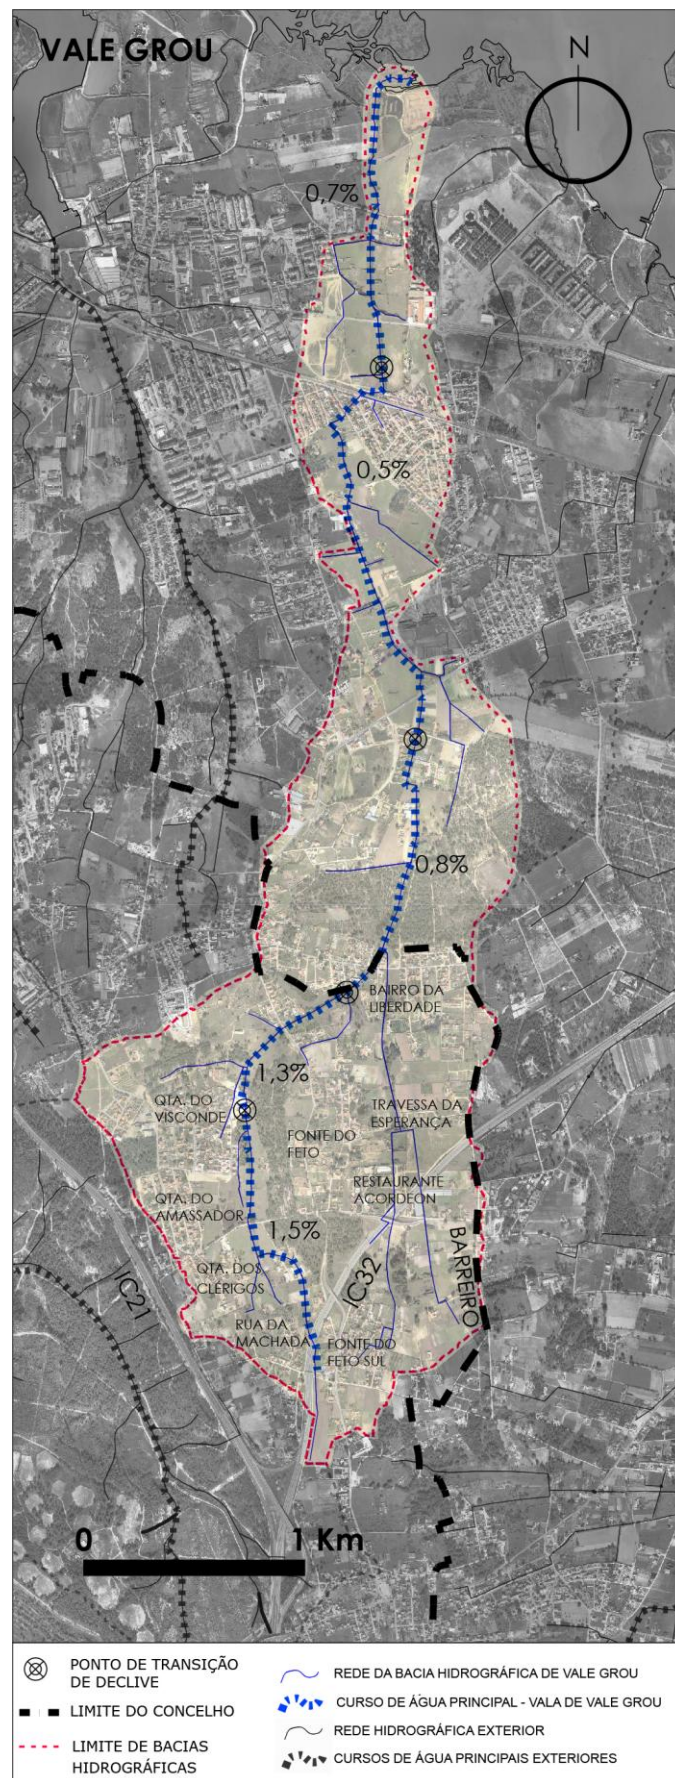 VALE GROU
N
0,7%
0,5%
0,8%
BAIRRO DA
LIBERDADE
1,3%
QTA. DO
VISCONDE
TRAVESSA DA
ESPERANÇA
FONTE DO
FETO
RESTAURANTE
ACORDEON
QTA. DO
AMASSADOR
1,5%
QTA. DOS
CLÉRIGOS
IC21
IC32
BARREIRO
RUA DA
MACHADA
FONTE DO
FETO SUL
0 1 Km
PONTO DE TRANSIÇÃO
DE DECLIVE
LIMITE DO CONCELHO
LIMITE DE BACIAS
HIDROGRÁFICAS
REDE DA BACIA HIDROGRÁFICA DE VALE GROU
CURSO DE ÁGUA PRINCIPAL - VALA DE VALE GROU
REDE HIDROGRÁFICA EXTERIOR
CURSOS DE ÁGUA PRINCIPAIS EXTERIORES